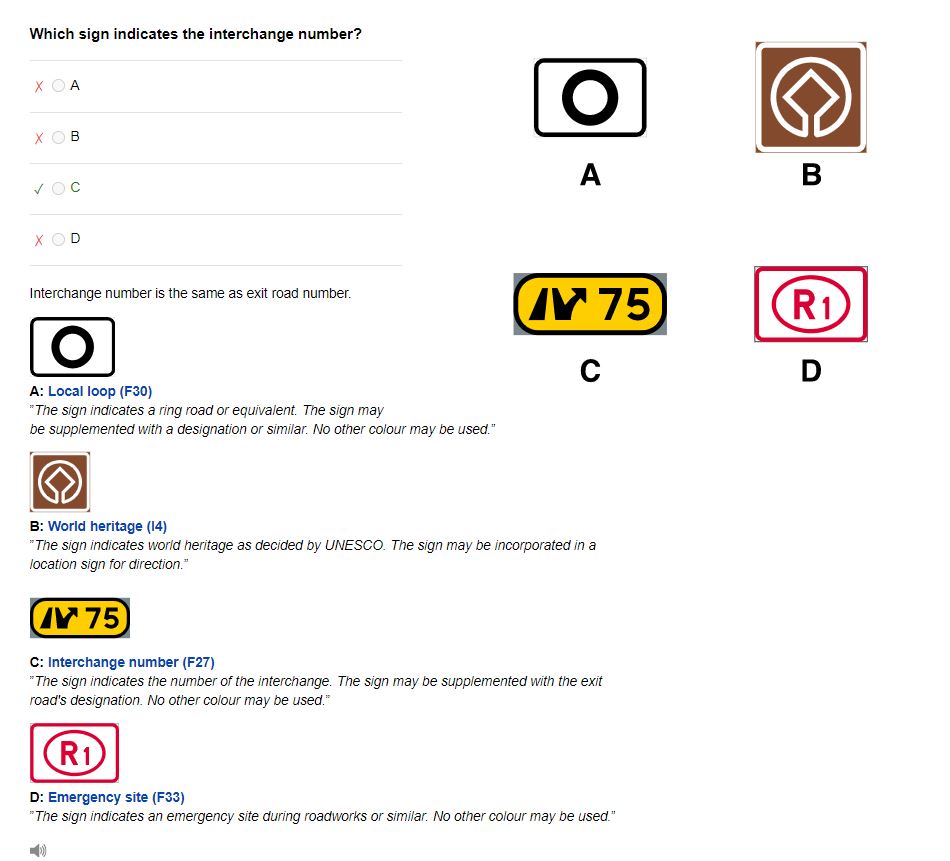 Which sign indicates the interchange number?
A
B
C
D
A
B
75
R1
C
D
Interchange number is the same as exit road number.
A: Local loop (F30)
”The sign indicates a ring road or equivalent. The sign may
be supplemented with a designation or similar. No other colour may be used.”
B: World heritage (I4)
”The sign indicates world heritage as decided by UNESCO. The sign may be incorporated in a
location sign for direction.”
75
C: Interchange number (F27)
”The sign indicates the number of the interchange. The sign may be supplemented with the exit
road's designation. No other colour may be used.”
R1
D: Emergency site (F33)
”The sign indicates an emergency site during roadworks or similar. No other colour may be used.”